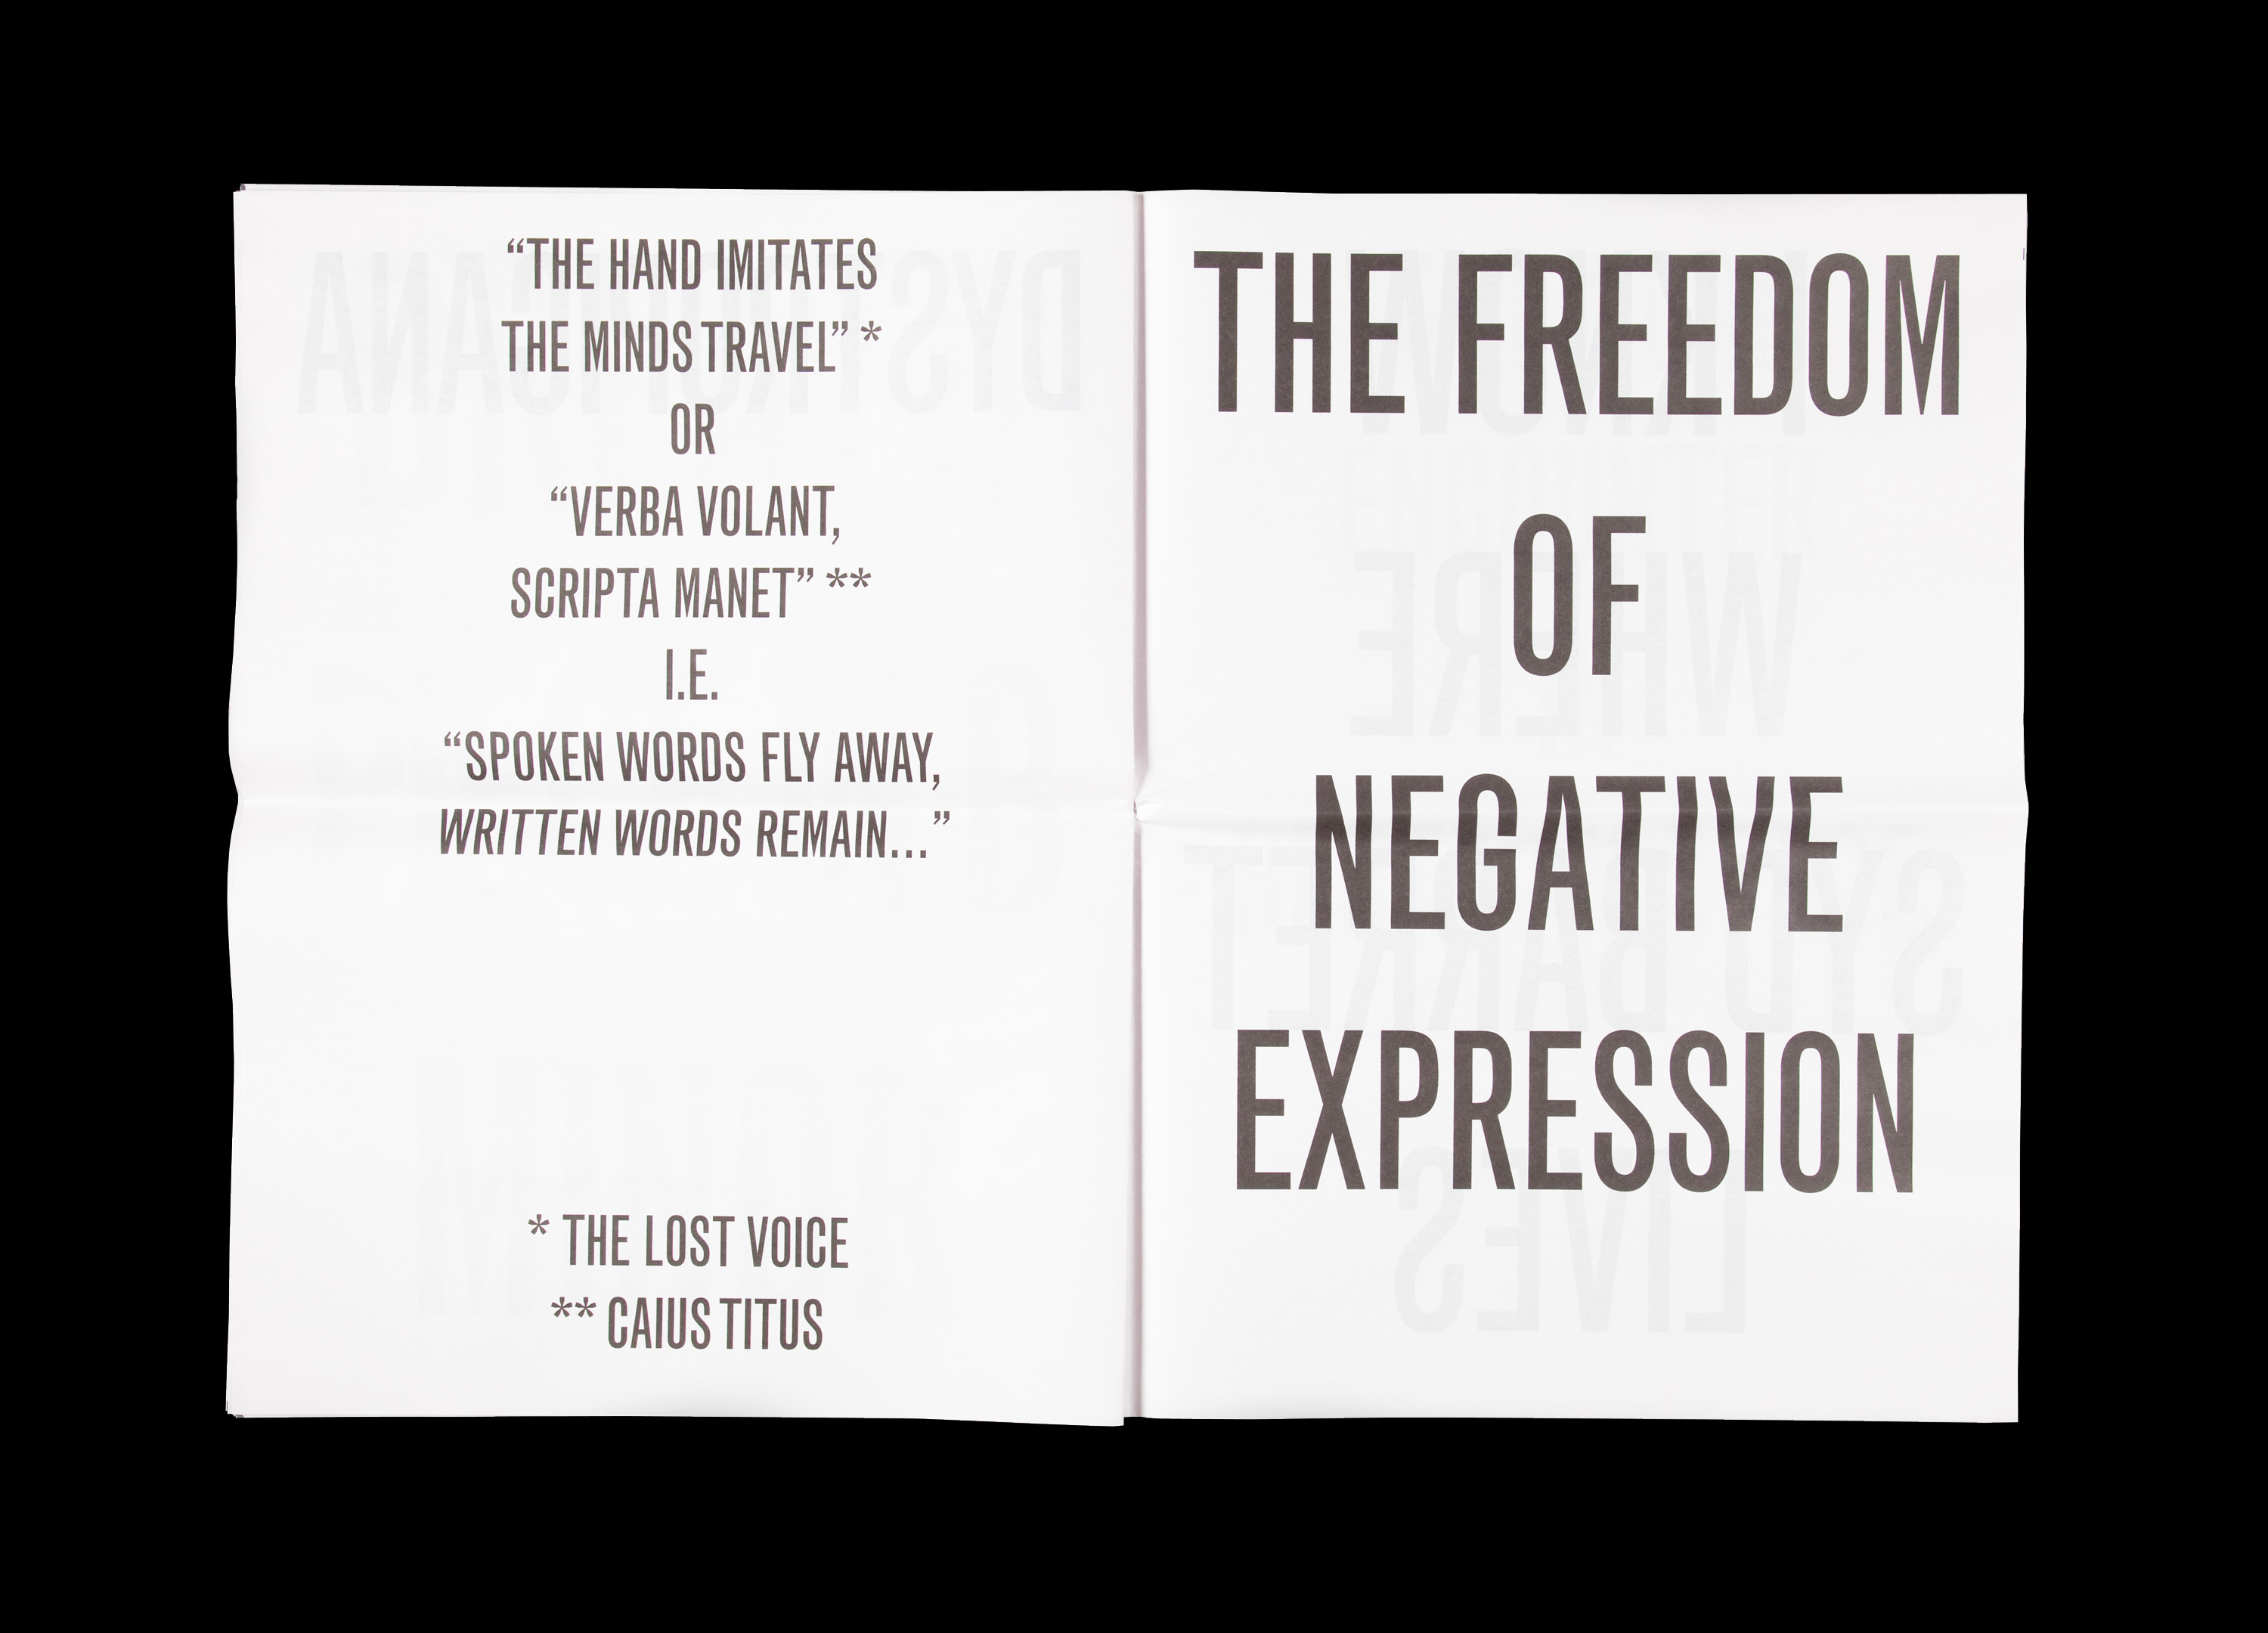 “THE HAND IMITATES
THE MINDS TRAVEL” *
OR
“VERBA VOLANT,
SCRIPTA MANET” **
I.E.
“SPOKEN WORDS FLY AWAY,
WRITTEN WORDS REMAIN...”
* THE LOST VOICE
** CAIUS TITUS
THE FREEDOM
OF
NEGATIVE
EXPRESSION